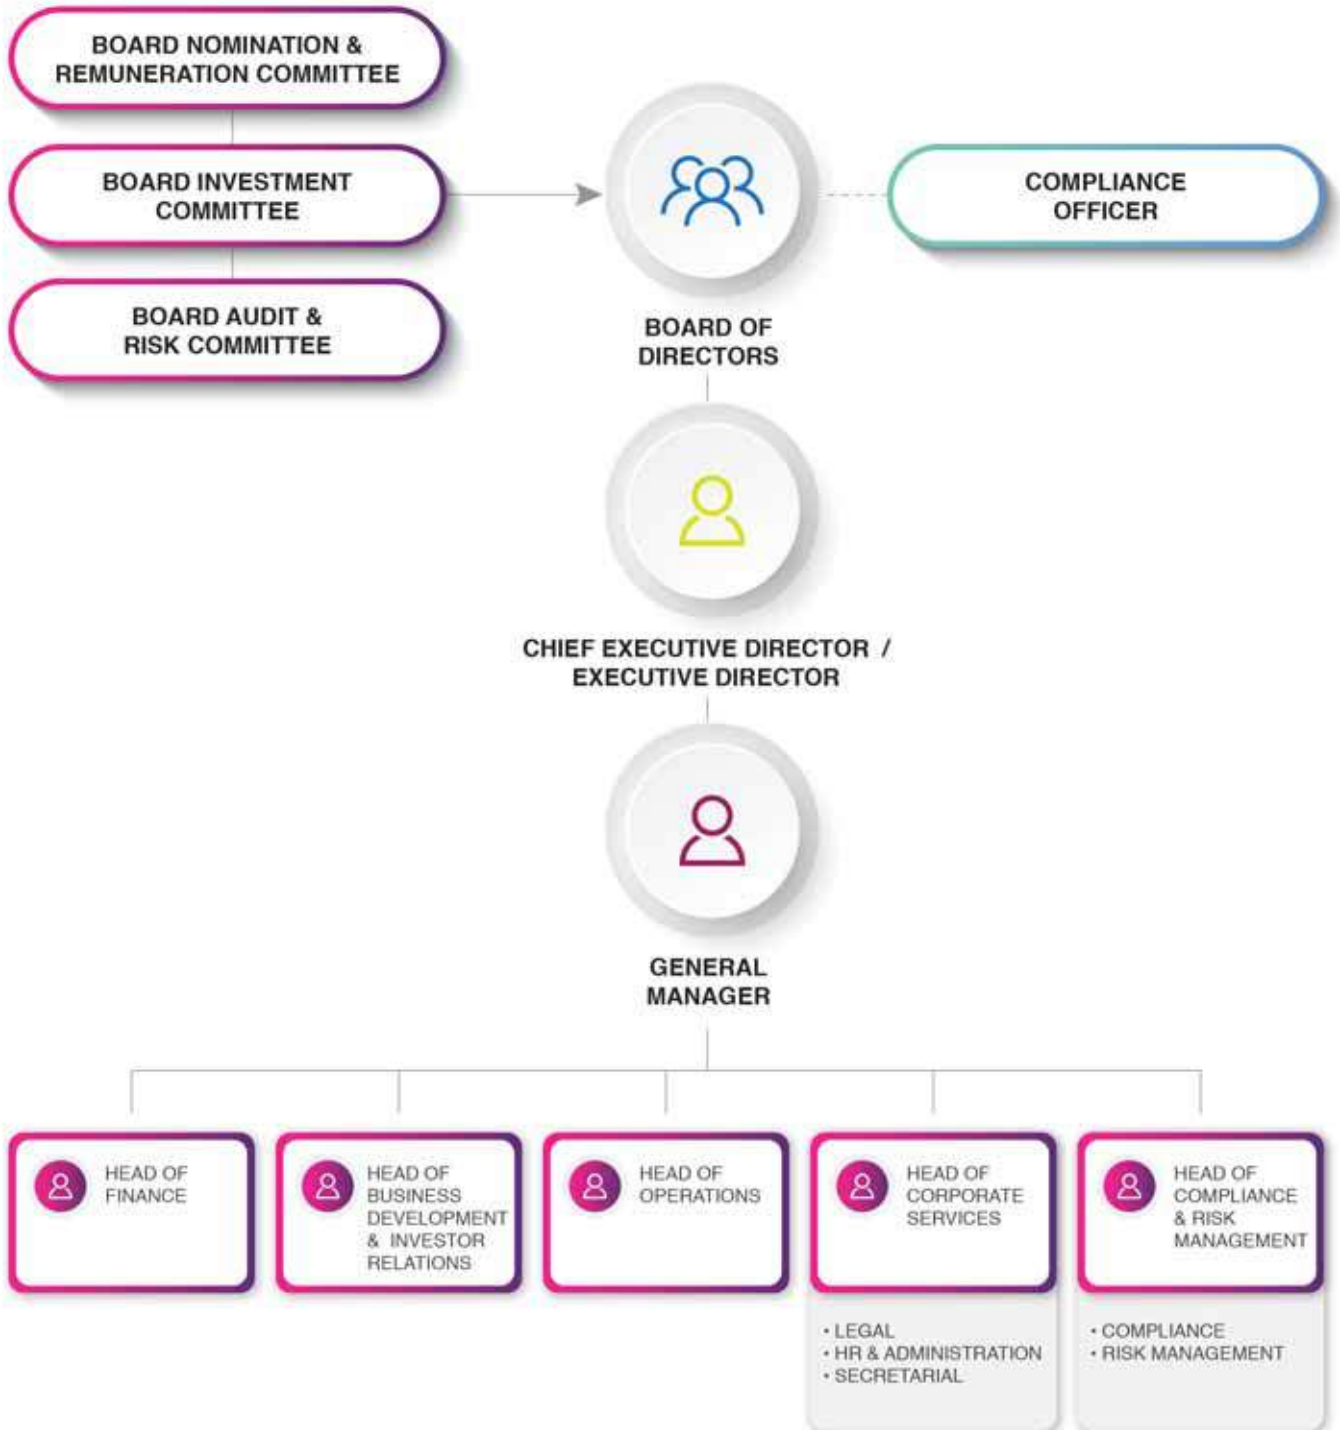 BOARD NOMINATION &
REMUNERATION COMMITTEE
BOARD INVESTMENT
COMMITTEE
BOARD AUDIT &
RISK COMMITTEE
BOARD OF
DIRECTORS
COMPLIANCE
OFFICER
CHIEF EXECUTIVE DIRECTOR /
EXECUTIVE DIRECTOR
GENERAL
MANAGER
HEAD OF
FINANCE
HEAD OF
BUSINESS
DEVELOPMENT
& INVESTOR
RELATIONS
HEAD OF
OPERATIONS
HEAD OF
CORPORATE
SERVICES
• LEGAL
• HR & ADMINISTRATION
• SECRETARIAL
HEAD OF
COMPLIANCE
& RISK
MANAGEMENT
• COMPLIANCE
• RISK MANAGEMENT